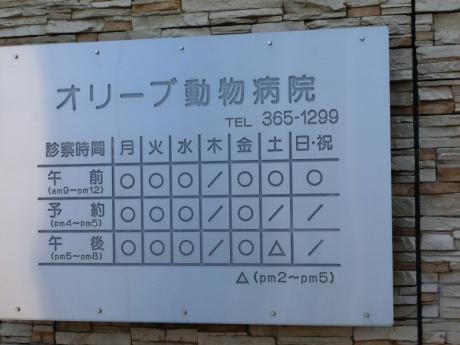 オリーブ動物病院
TEL 365-1299
診察時間 月 火 水 木 金 土 日・祝
午前 ○ ○ ○ / ○ ○ ○
(am9~pm12)
予約 ○ ○ ○ / ○ / /
(pm4~pm5)
午後 ○ ○ ○ / ○ △ /
(pm5~pm8)
△(pm2~pm5)